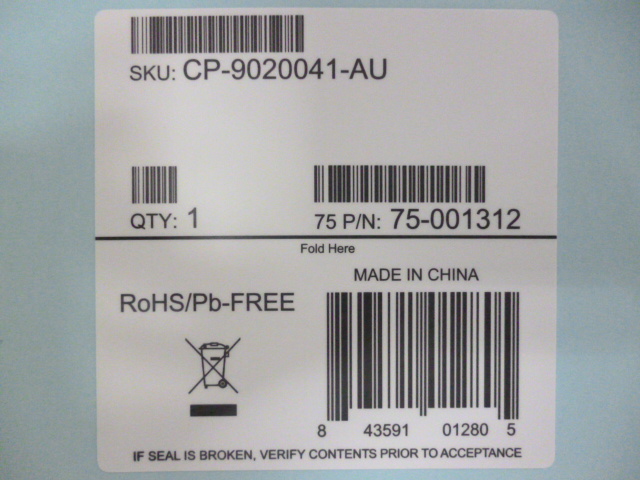 SKU: CP-9020041-AU
QTY: 1
75 P/N: 75-001312
Fold Here
MADE IN CHINA
RoHS/Pb-FREE
8 43591 01280 5
IF SEAL IS BROKEN, VERIFY CONTENTS PRIOR TO ACCEPTANCE